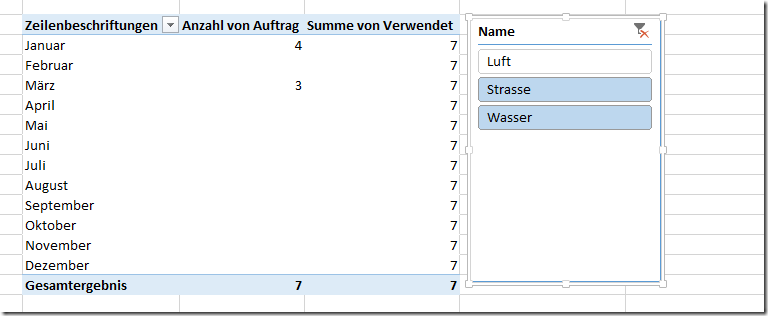 Zeilenbeschriftungen Anzahl von Auftrag Summe von Verwendet
Januar 4 7
Februar 7
März 3 7
April 7
Mai 7
Juni 7
Juli 7
August 7
September 7
Oktober 7
November 7
Dezember 7
Gesamtergebnis 7 7
Name
Luft
Strasse
Wasser